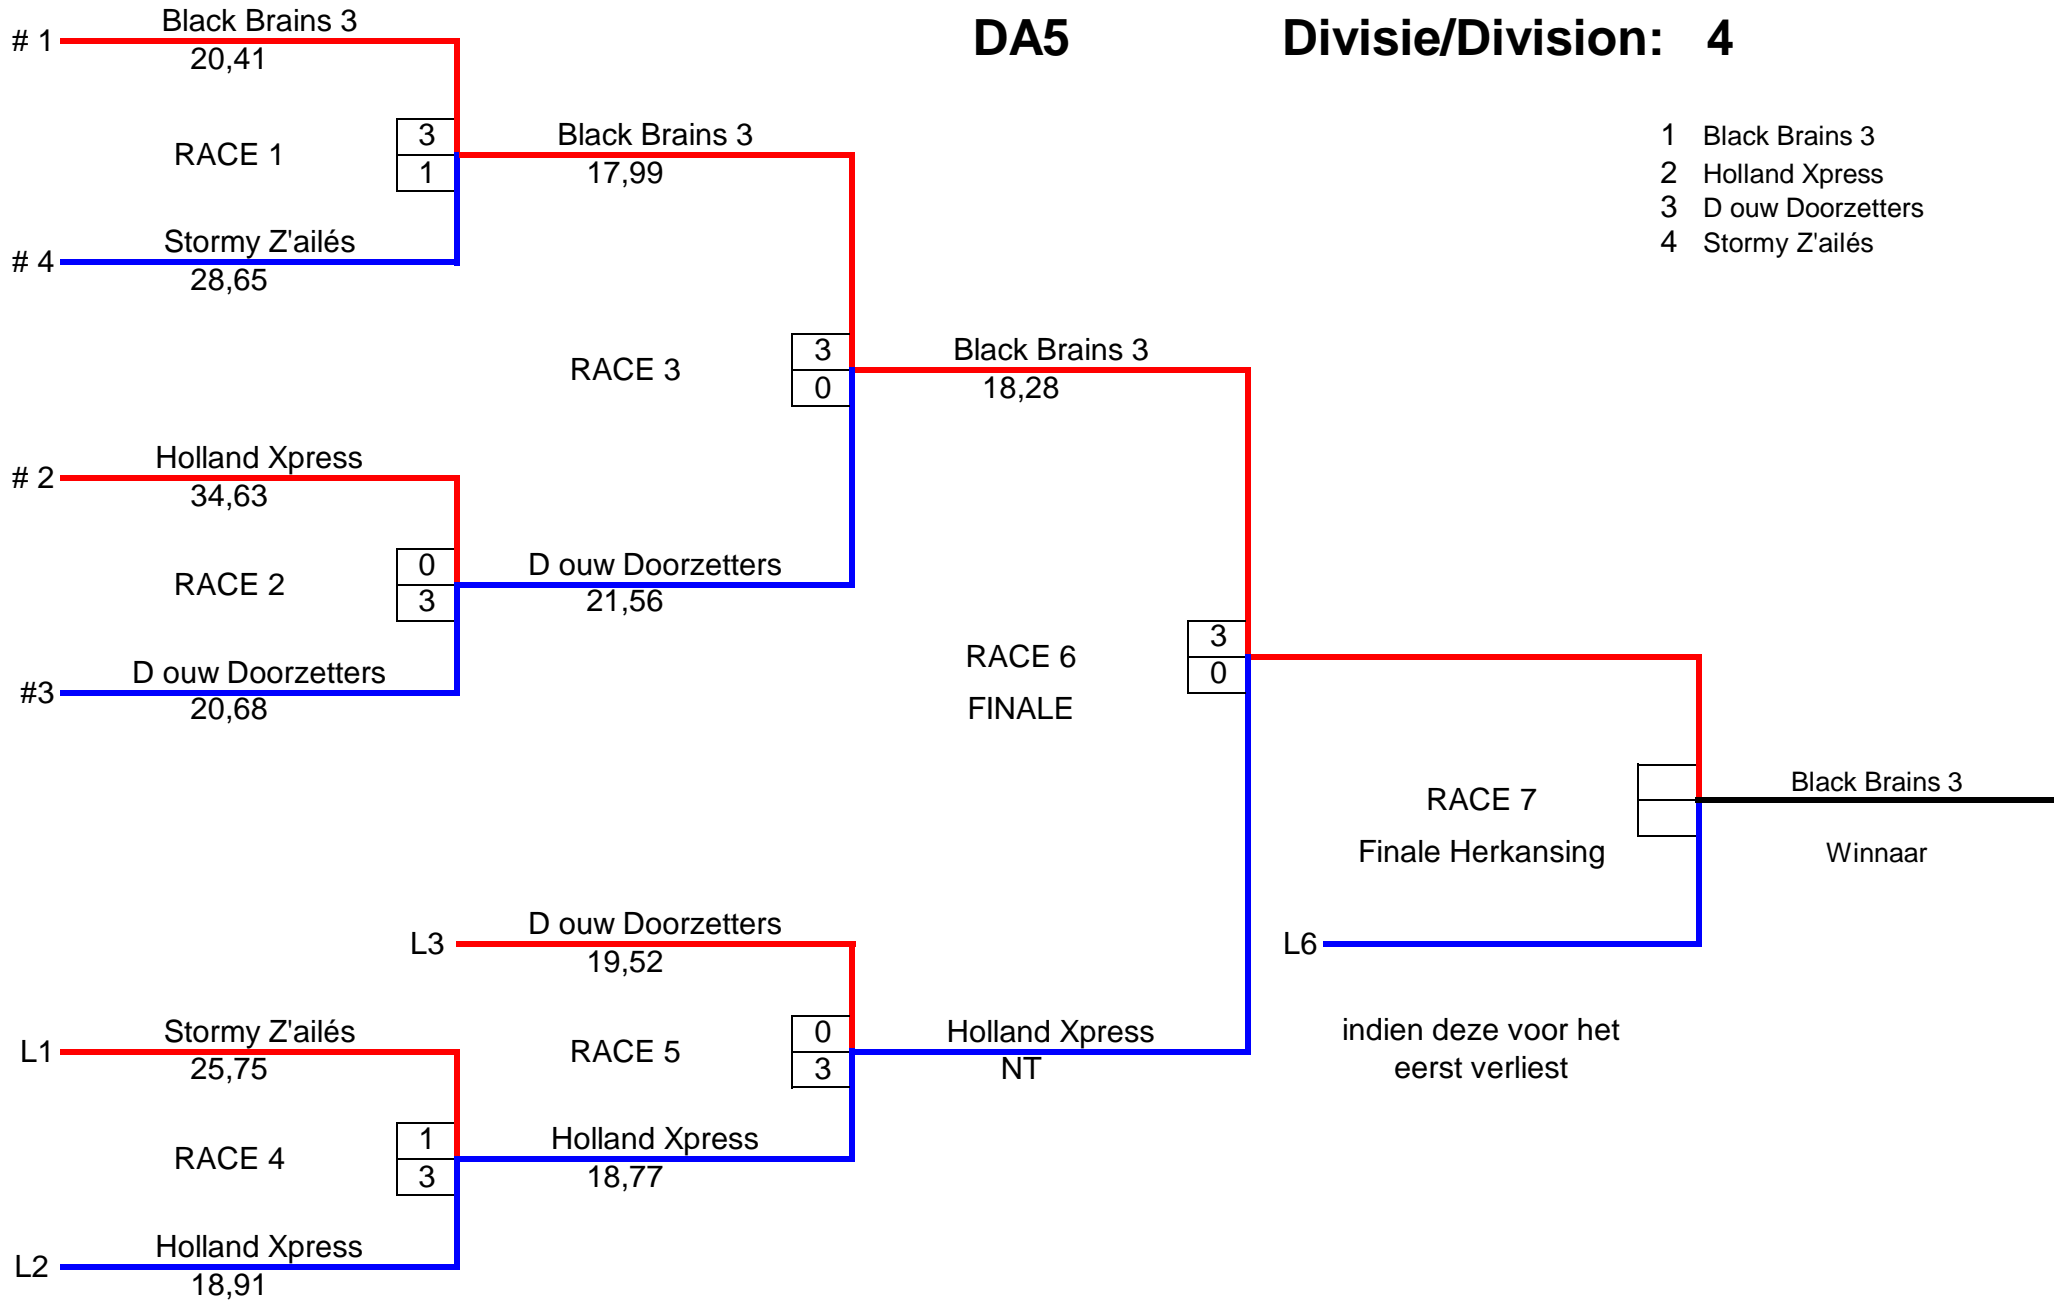 DA5 Divisie/Division: 4
Black Brains 3
# 1
20,41
RACE 1
3
1
Stormy Z'ailés
# 4
28,65
Black Brains 3
17,99
1 Black Brains 3
2 Holland Xpress
3 D ouw Doorzetters
4 Stormy Z'ailés
RACE 3
3
0
Black Brains 3
18,28
Holland Xpress
# 2
34,63
RACE 2
0
3
D ouw Doorzetters
21,56
D ouw Doorzetters
#3
20,68
RACE 6
FINALE
3
0
RACE 7
Finale Herkansing
Black Brains 3
Winnaar
L3
D ouw Doorzetters
19,52
L6
indien deze voor het
eerst verliest
Stormy Z'ailés
L1
25,75
RACE 5
0
3
Holland Xpress
NT
RACE 4
1
3
Holland Xpress
18,77
Holland Xpress
L2
18,91